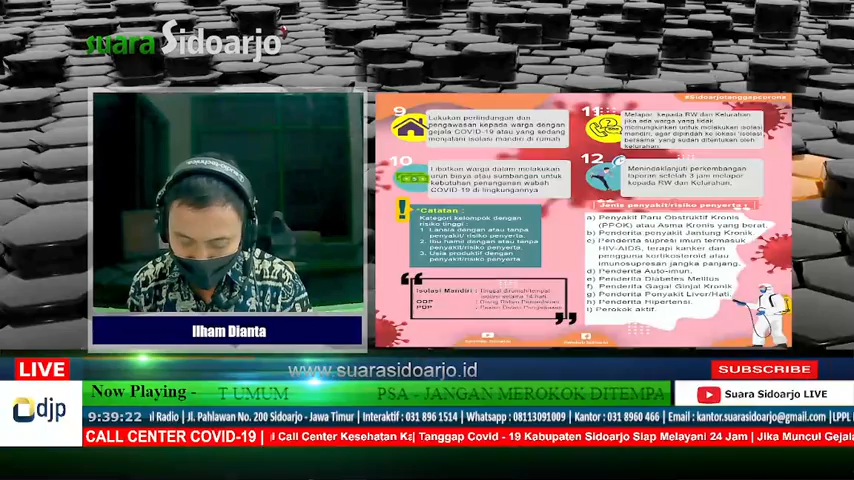 suara Sidoarjo
#Sidoarjotanggapcorona
9
Lakukan perlindungan dan
pengawasan kepada warga dengan
gejala COVID-19 atau yang sedang
menjalani isolasi mandiri di rumah
10
Libatkan warga dalam melakukan
urun biaya atau sumbangan untuk
kebutuhan penanganan wabah
COVID-19 di lingkungannya
11
Melapor, kepada RW dan Kelurahan
jika ada warga yang tidak
memungkinkan untuk melakukan isolasi
mandiri, agar dipindah ke lokasi 'isolasi
bersama' yang sudah ditentukan oleh
kelurahan.
12
Menindaklanjuti perkembangan
laporan setelah 3 jam melapor
kepada RW dan Kelurahan.
*Catatan :
Kategori kelompok dengan
risiko tinggi :
1. Lansia dengan atau tanpa
penyakit/ risiko penyerta.
2. Ibu hamil dengan atau tanpa
penyakit/risiko penyerta.
3. Usia produktif dengan
penyakit/risiko penyerta.
Isolasi Mandiri :
ODP :
PDP :
Jenis penyakit/risiko penyerta :
a) Penyakit Paru Obstruktif Kronis
(PPOK) atau Asma Kronis yang berat.
b) Penderita penyakit Jantung Kronik.
c) Penderita supresi imun termasuk
HIV-AIDS, terapi kanker dan
pengguna kortikosteroid atau
imunosupresan jangka panjang.
d) Penderita Auto-imun.
e) Penderita Diabetes Mellitus
f) Penderita Gagal Ginjal Kronik
g) Penderita Penyakit Liver/Hati.
h) Penderita Hipertensi.
i) Perokok aktif.
Ilham Dianta
LIVE
www.suarasidoarjo.id
SUBSCRIBE
Now Playing -
T UMUM PSA - JANGAN MEROKOK DITEMPA
Suara Sidoarjo LIVE
djp
9:39:22
al Radio | Jl. Pahlawan No. 200 Sidoarjo - Jawa Timur | Interaktif : 031 896 1514 | Whatsapp : 08113091009 | Kantor : 031 8960 466 | Email : kantor.suarasidoarjo@gmail.com |LPPL
CALL CENTER COVID-19 | i Call Center Kesehatan Ka| Tanggap Covid - 19 Kabupaten Sidoarjo Siap Melayani 24 Jam | Jika Muncul Gejala